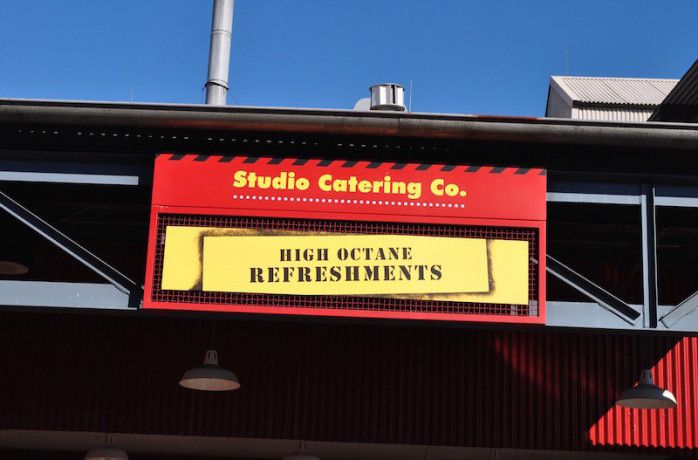 Studio Catering Co.
HIGH OCTANE
REFRESHMENTS